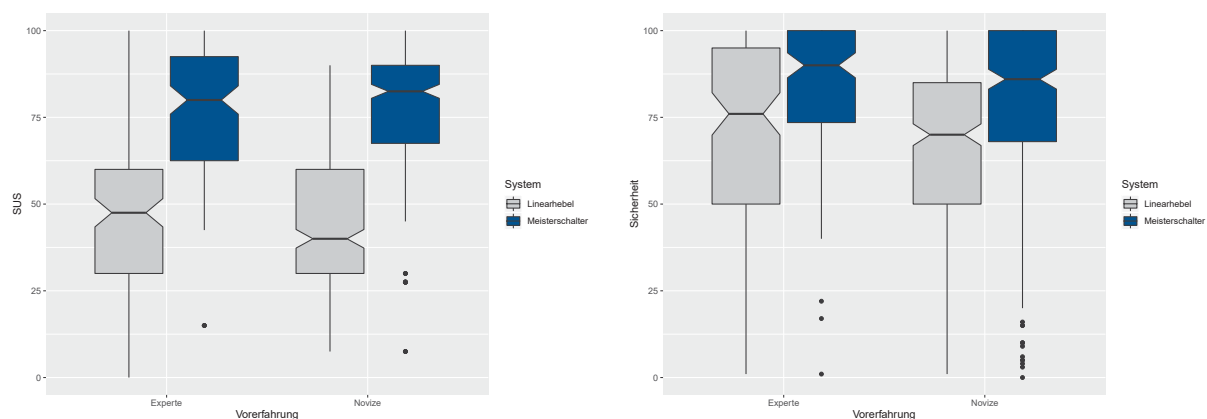 100
75
50
25
0
SUS
Experte
Novize
Vorerfahrung
System
Linearhebel
Meisterschalter
100
75
50
25
0
Sicherheit
Experte
Novize
Vorerfahrung
System
Linearhebel
Meisterschalter